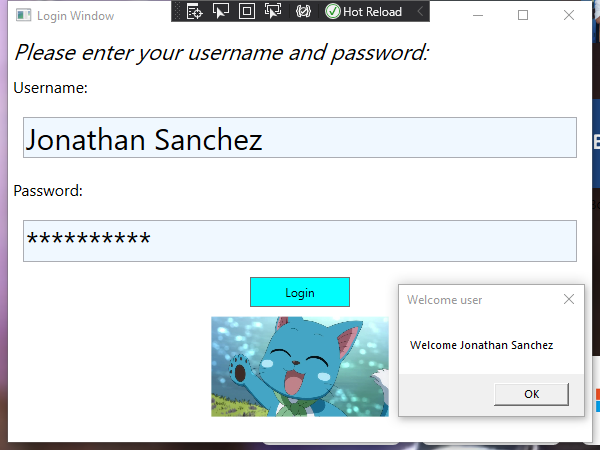 Login Window
Hot Reload
Please enter your username and password:
Username:
Jonathan Sanchez
Password:
**********
Login
Welcome user
Welcome Jonathan Sanchez
OK